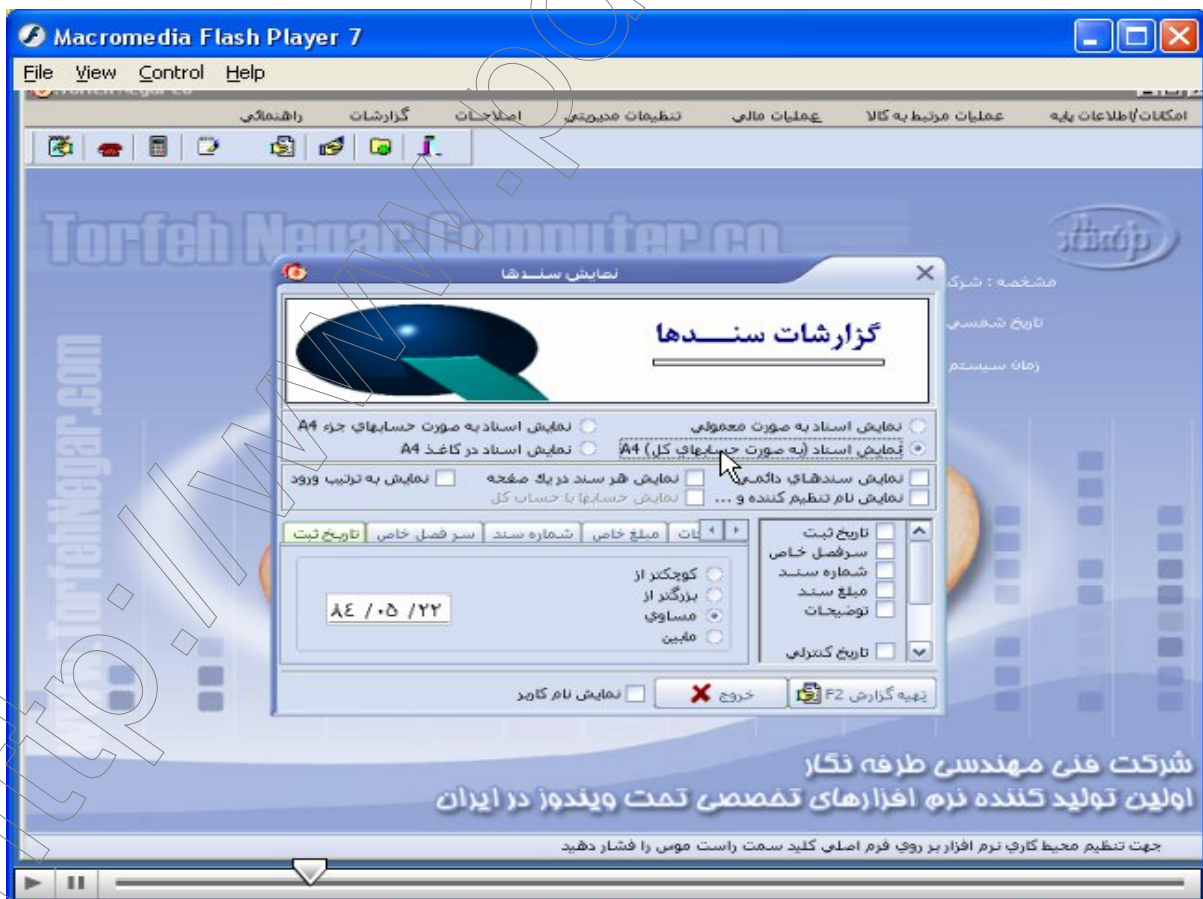 Macromedia Flash Player 7
File View Control Help
امکانات/اطلاعات پایه عملیات مرتبط به کالا عملیات مالی تنظیمات مدیریتی اصلاحات گزارشات راهنمائی
Torfeh Negar Computer co
مشخصه : شرک
تاریخ شمسی
زمان سیستم
www.TorfehNegar.com
نمایش سندها
گزارشات سندها
نمایش اسناد به صورت معمولی نمایش اسناد به صورت حسابهای جزء A4
نمایش اسناد (به صورت حسابهای کل) A4 نمایش اسناد در کاغذ A4
نمایش سندهای دائمی نمایش هر سند در یک صفحه نمایش به ترتیب ورود
نمایش نام تنظیم کننده و ... نمایش حسابها با حساب کل
تاریخ ثبت
سرفصل خاص
شماره سند
مبلغ سند
توضیحات
تاریخ کنترلی
مبلغ خاص شماره سند سر فصل خاص تاریخ ثبت
کوچکتر از
بزرگتر از
مساوی
مابین
٨٤ /٠٥ /٢٢
تهیه گزارش F2 خروج نمایش نام کاربر
شرکت فنی مهندسی طرفه نگار
اولین تولید کننده نرم افزارهای تخصصی تحت ویندوز در ایران
جهت تنظیم محیط کاری نرم افزار بر روی فرم اصلی کلید سمت راست موس را فشار دهید